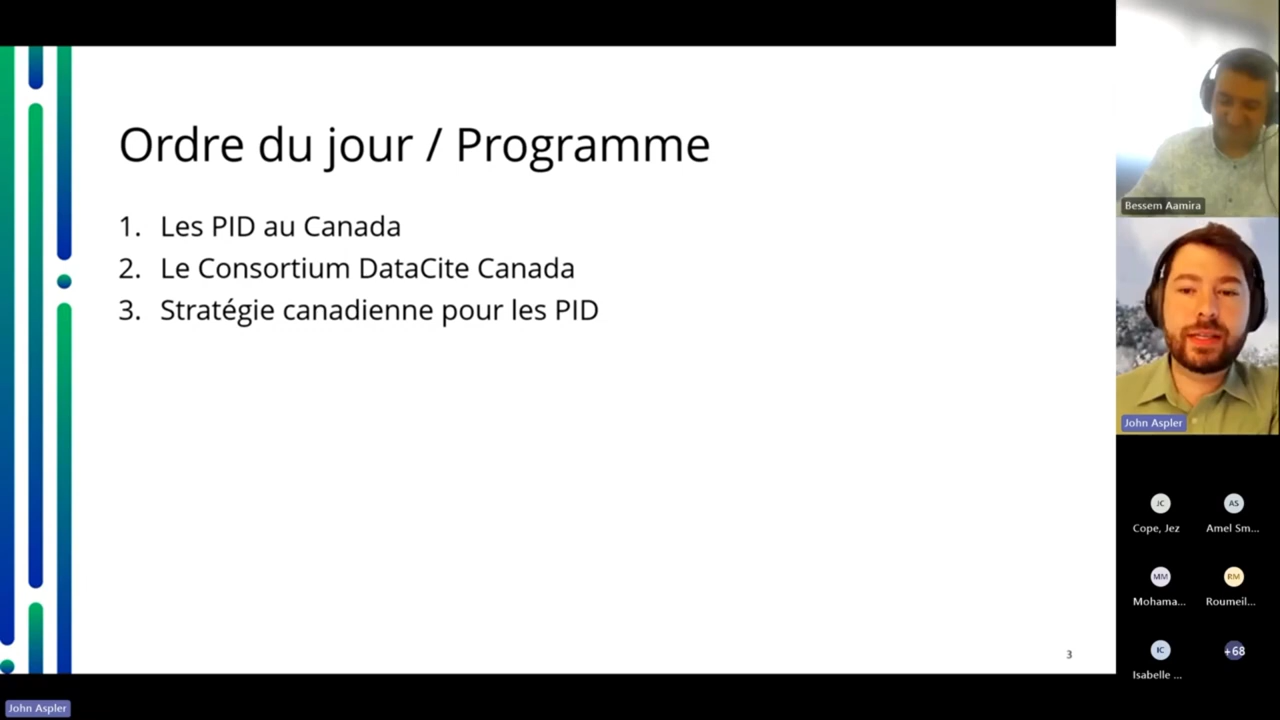 Ordre du jour / Programme
1. Les PID au Canada
2. Le Consortium DataCite Canada
3. Stratégie canadienne pour les PID
3
Bessem Aamira
John Aspler
JC
AS
Cope, Jez
Amel Sm...
MM
RM
Mohama...
Roumeil...
IC
+68
Isabelle ...
John Aspler